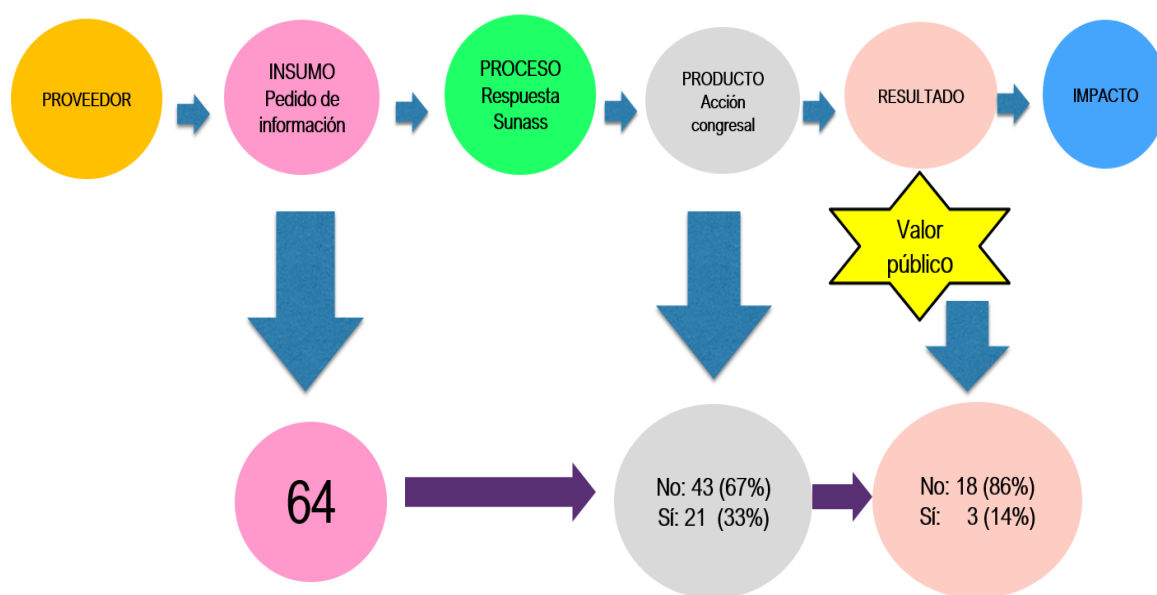 PROVEEDOR
INSUMO
Pedido de
información
PROCESO
Respuesta
Sunass
PRODUCTO
Acción
congresal
RESULTADO
IMPACTO
Valor
público
64
No: 43 (67%)
Sí: 21 (33%)
No: 18 (86%)
Sí: 3 (14%)